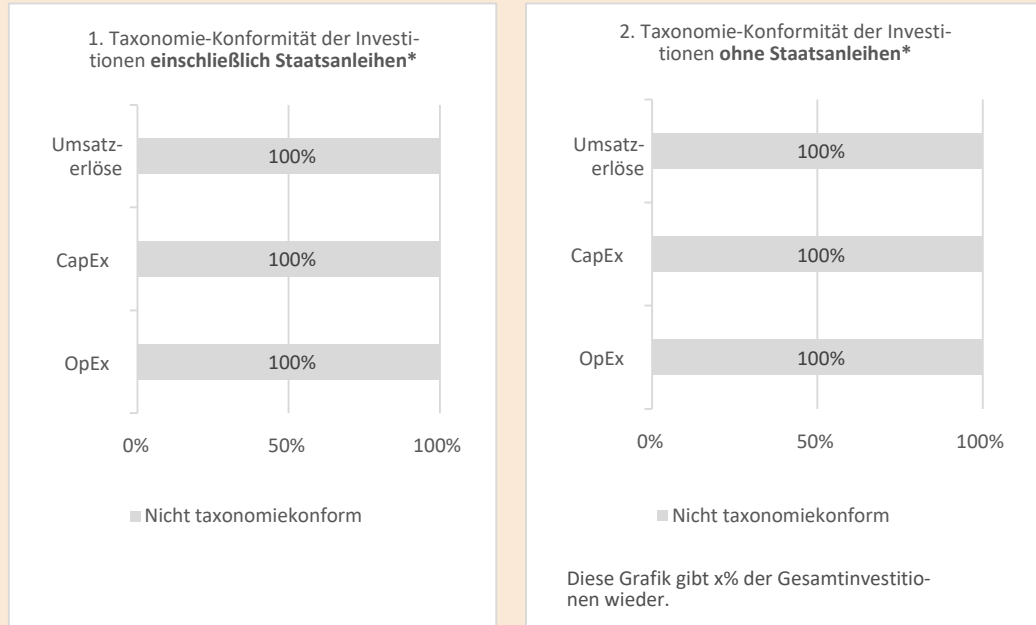 1. Taxonomie-Konformität der Investi-
tionen einschließlich Staatsanleihen*
Umsatz-
erlöse
100%
CapEx
100%
OpEx
100%
0% 50% 100%
Nicht taxonomiekonform
2. Taxonomie-Konformität der Investi-
tionen ohne Staatsanleihen*
Umsatz-
erlöse
100%
CapEx
100%
OpEx
100%
0% 50% 100%
Nicht taxonomiekonform
Diese Grafik gibt x% der Gesamtinvestitio-
nen wieder.